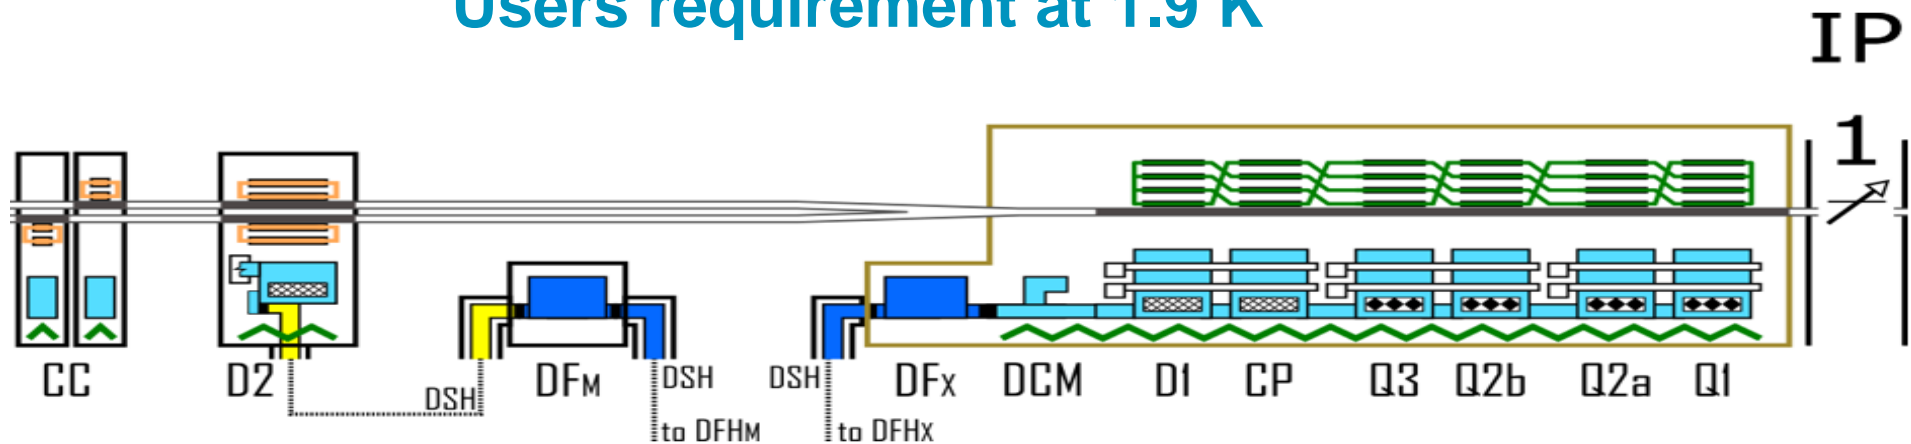 Users requirement at 1.9 K
IP
1
CC
D2
DSH
DFM
DSH
to DFHM
DSH
to DFHX
DFX
DCM
D1
CP
Q3
Q2b
Q2a
Q1